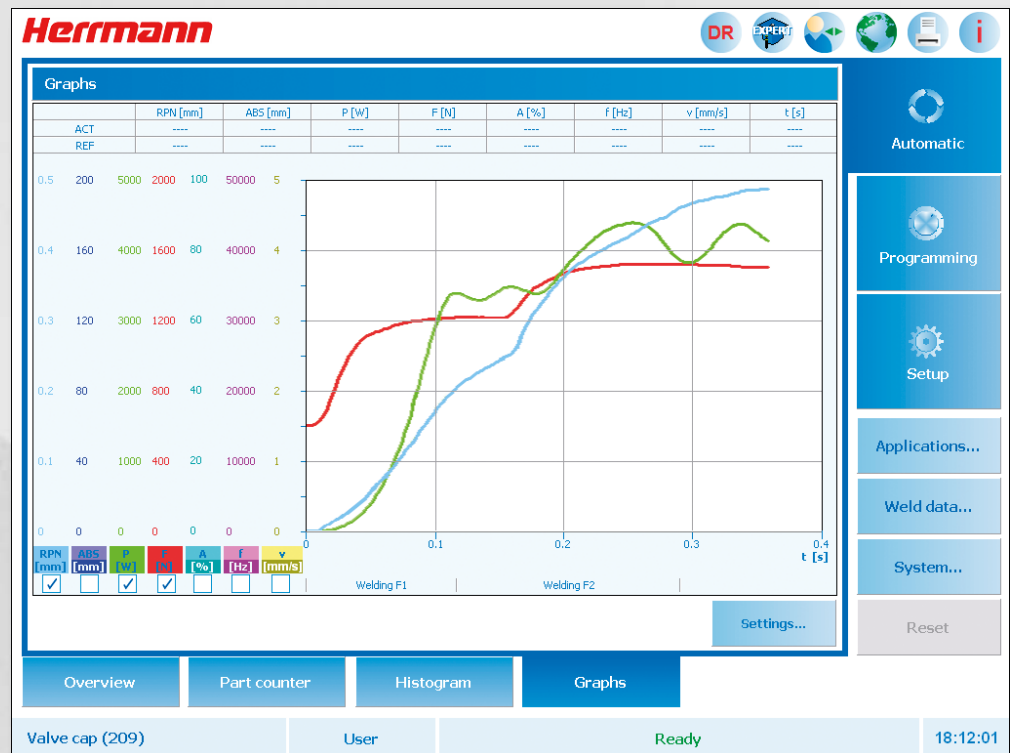 Herrmann
DR EXPERT i
Graphs
RPN [mm] ABS [mm] P [W] F [N] A [%] f [Hz] v [mm/s] t [s]
ACT ---- ---- ---- ---- ---- ---- ---- ----
REF ---- ---- ---- ---- ---- ---- ---- ----
0.5 200 5000 2000 100 50000 5
0.4 160 4000 1600 80 40000 4
0.3 120 3000 1200 60 30000 3
0.2 80 2000 800 40 20000 2
0.1 40 1000 400 20 10000 1
0 0 0 0 0 0 0
0 0.1 0.2 0.3 0.4
t [s]
RPN ABS P F A f v
[mm] [mm] [W] [N] [%] [Hz] [mm/s]
Welding F1 Welding F2
Settings...
Automatic
Programming
Setup
Applications...
Weld data...
System...
Reset
Overview Part counter Histogram Graphs
Valve cap (209) User Ready 18:12:01